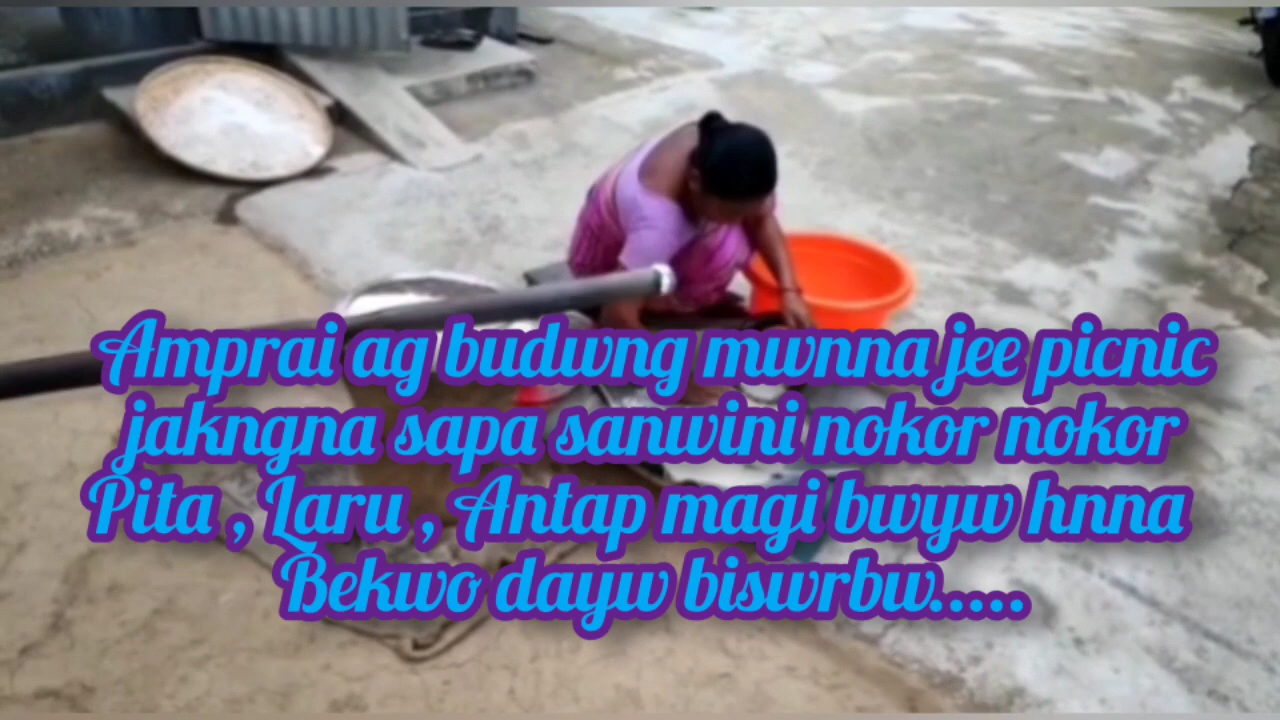 Amprai ag budwng mwnna jee picnic
jakngna sapa sanwini nokor nokor
Pita , Laru , Antap magi bwyw hnna
Bekwo dayw biswrbw.....